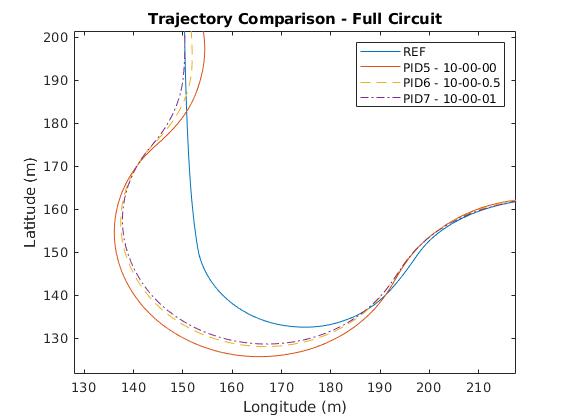 Trajectory Comparison - Full Circuit
REF
PID5 - 10-00-00
PID6 - 10-00-0.5
PID7 - 10-00-01
200
190
180
170
160
150
140
130
Latitude (m)
130 140 150 160 170 180 190 200 210
Longitude (m)